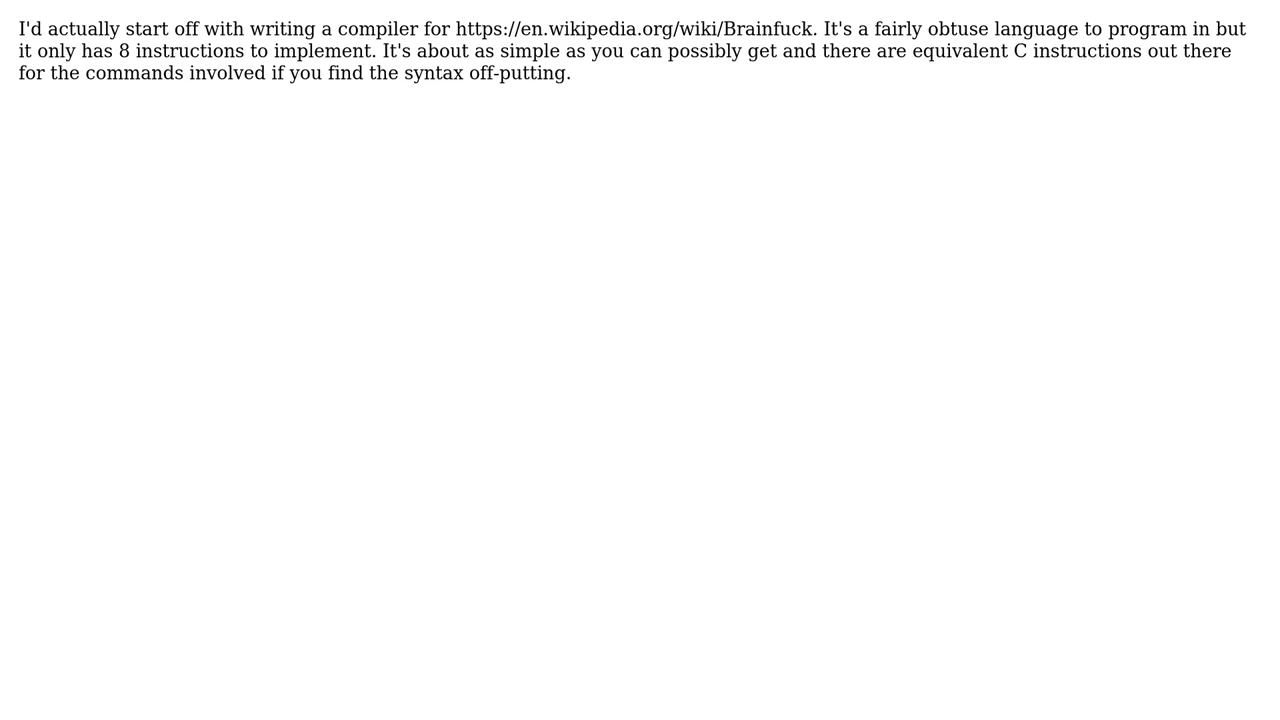 I'd actually start off with writing a compiler for https://en.wikipedia.org/wiki/Brainfuck. It's a fairly obtuse language to program in but
it only has 8 instructions to implement. It's about as simple as you can possibly get and there are equivalent C instructions out there
for the commands involved if you find the syntax off-putting.